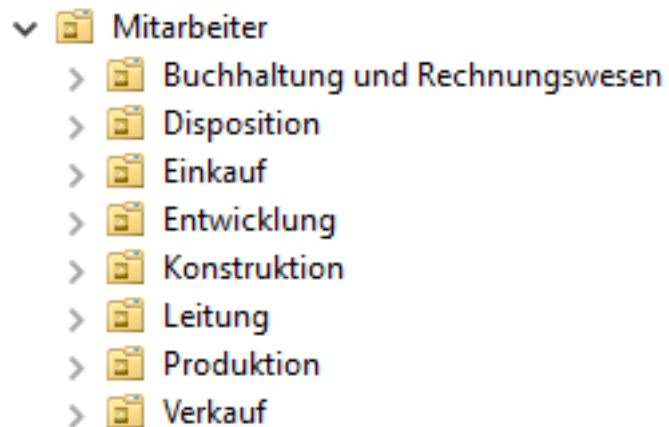 Mitarbeiter
Buchhaltung und Rechnungswesen
Disposition
Einkauf
Entwicklung
Konstruktion
Leitung
Produktion
Verkauf